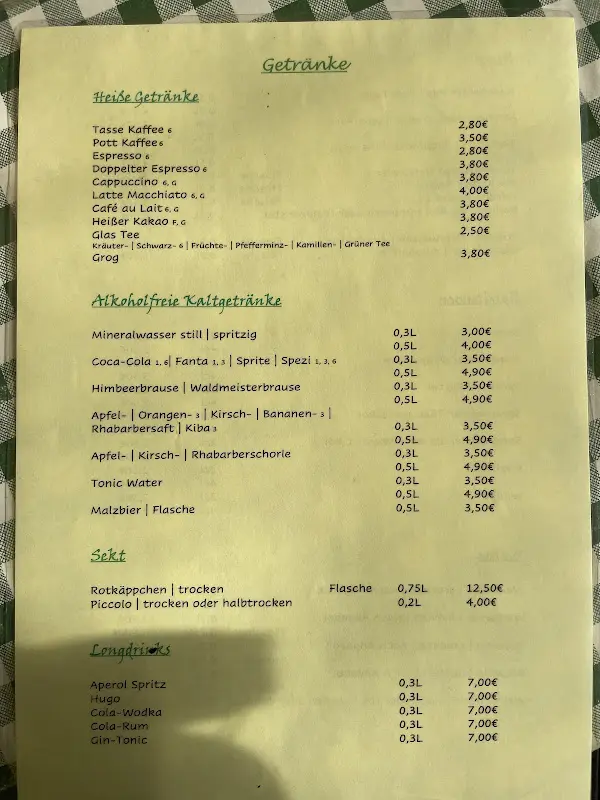 Getränke
Heiße Getränke
Tasse Kaffee 6 2,80€
Pott Kaffee 6 3,50€
Espresso 6 2,80€
Doppelter Espresso 6 3,80€
Cappuccino 6, G 3,80€
Latte Macchiato 6, G 4,00€
Café au Lait 6, G 3,80€
Heißer Kakao F, G 3,80€
Glas Tee 2,50€
Kräuter- | Schwarz- 6 | Früchte- | Pfefferminz- | Kamillen- | Grüner Tee
Grog 3,80€
Alkoholfreie Kaltgetränke
Mineralwasser still | spritzig 0,3L 3,00€
0,5L 4,00€
Coca-Cola 1, 6| Fanta 1, 3 | Sprite | Spezi 1, 3, 6 0,3L 3,50€
0,5L 4,90€
Himbeerbrause | Waldmeisterbrause 0,3L 3,50€
0,5L 4,90€
Apfel- | Orangen- 3 | Kirsch- | Bananen- 3 |
Rhabarbersaft | Kiba 3 0,3L 3,50€
0,5L 4,90€
Apfel- | Kirsch- | Rhabarberschorle 0,3L 3,50€
0,5L 4,90€
Tonic Water 0,3L 3,50€
0,5L 4,90€
Malzbier | Flasche 0,5L 3,50€
Sekt
Rotkäppchen | trocken Flasche 0,75L 12,50€
Piccolo | trocken oder halbtrocken 0,2L 4,00€
Longdrinks
Aperol Spritz 0,3L 7,00€
Hugo 0,3L 7,00€
Cola-Wodka 0,3L 7,00€
Cola-Rum 0,3L 7,00€
Gin-Tonic 0,3L 7,00€